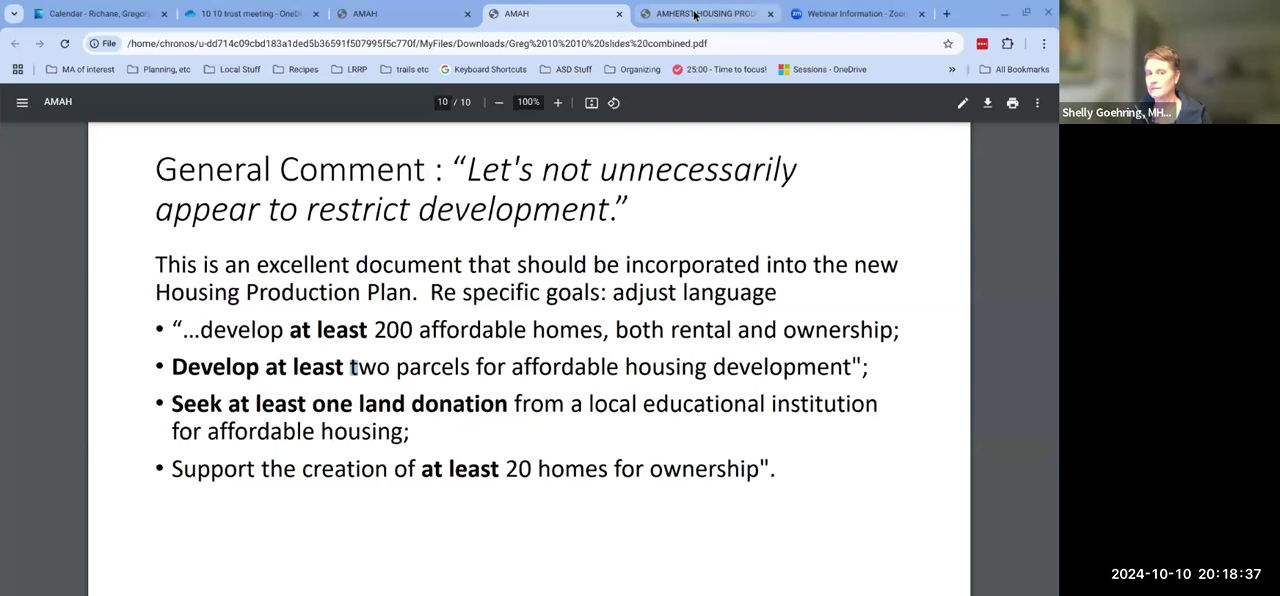 Calendar - Richane, Gregor
10 10 trust meeting - OneD
AMAH
AMAH
AMHERST HOUSING PROD
Webinar Information - Zoom
File
/home/chronos/u-dd714c09cbd183a1ded5b36591f507995f5c770f/MyFiles/Downloads/Greg%2010%2010%20slides%20combined.pdf
MA of interest
Planning, etc
Local Stuff
Recipes
LRRP
trails etc
Keyboard Shortcuts
ASD Stuff
Organizing
25:00 - Time to focus!
Sessions - OneDrive
»
All Bookmarks
AMAH
10 / 10
100%
General Comment : “Let's not unnecessarily
appear to restrict development.”
This is an excellent document that should be incorporated into the new
Housing Production Plan.  Re specific goals: adjust language
• “...develop at least 200 affordable homes, both rental and ownership;
• Develop at least two parcels for affordable housing development";
• Seek at least one land donation from a local educational institution
for affordable housing;
• Support the creation of at least 20 homes for ownership".
Shelly Goehring, MH...
2024-10-10 20:18:37